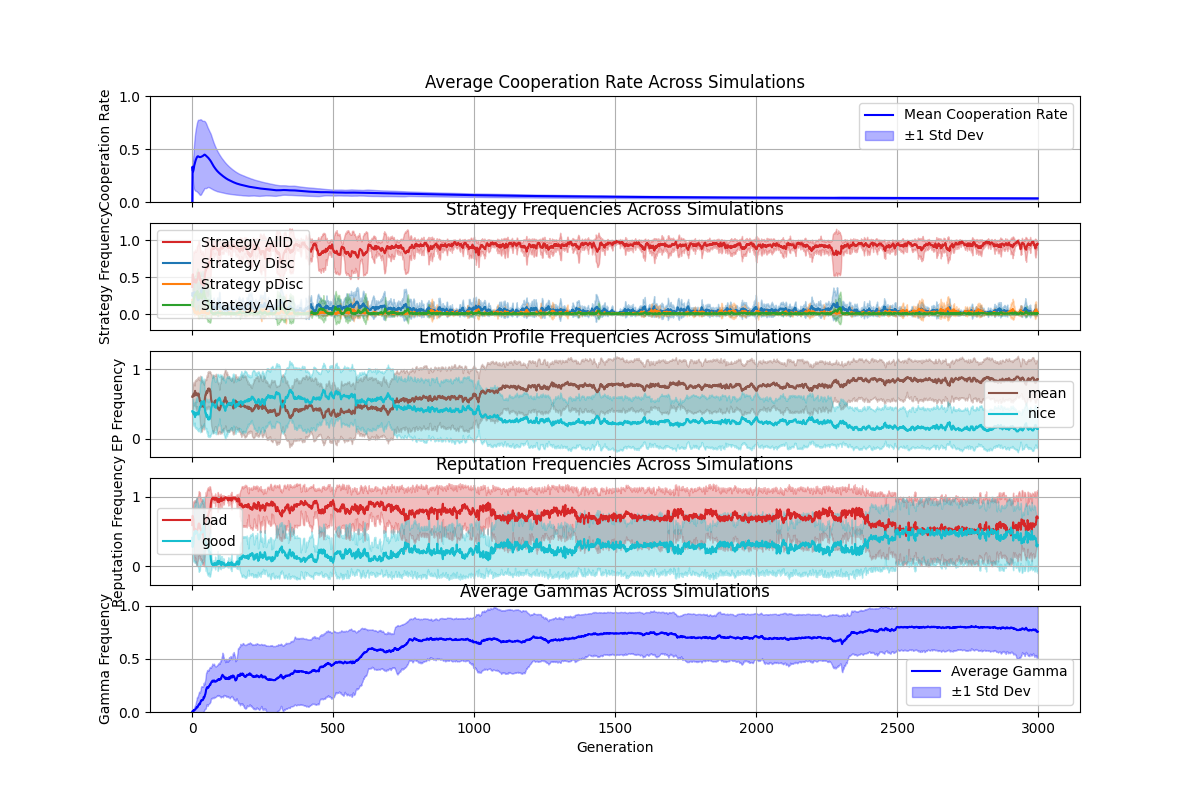 Average Cooperation Rate Across Simulations
Cooperation Rate
1.0
0.5
0.0
Mean Cooperation Rate
±1 Std Dev
Strategy Frequencies Across Simulations
Strategy Frequency
1.0
0.5
0.0
Strategy AllD
Strategy Disc
Strategy pDisc
Strategy AllC
Emotion Profile Frequencies Across Simulations
EP Frequency
1
0
mean
nice
Reputation Frequencies Across Simulations
Reputation Frequency
1
0
bad
good
Average Gammas Across Simulations
Gamma Frequency
1.0
0.5
0.0
Average Gamma
±1 Std Dev
0 500 1000 1500 2000 2500 3000
Generation